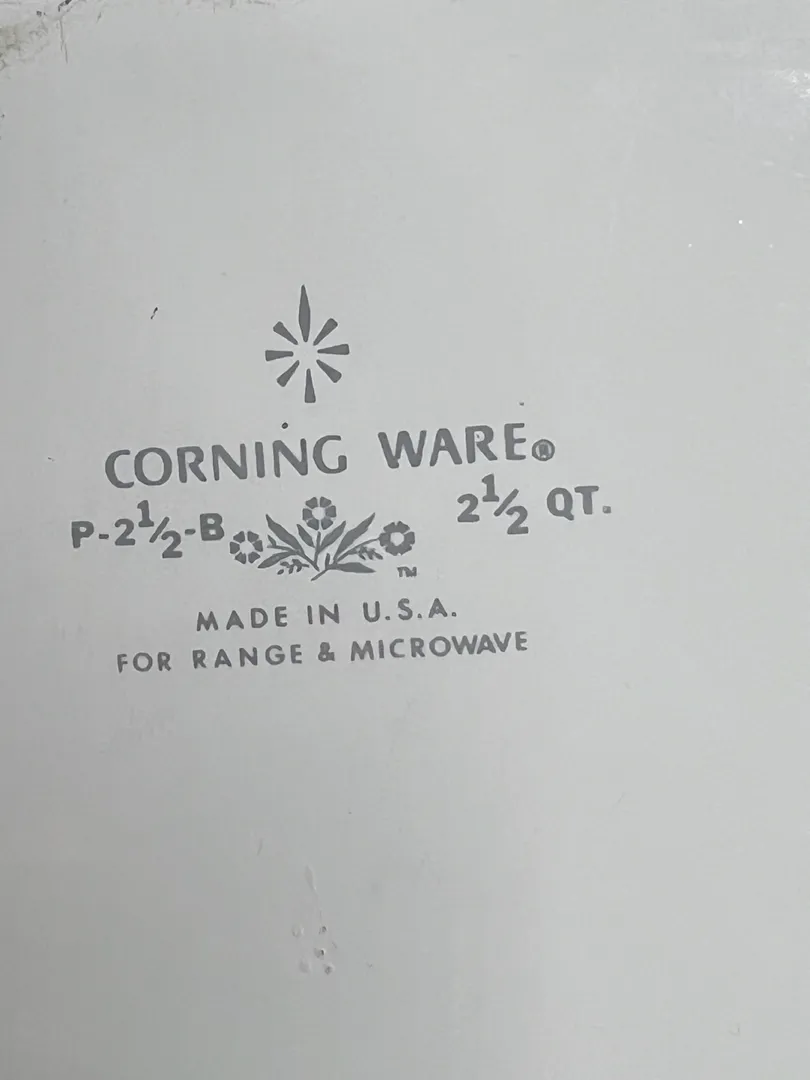 CORNING WARE®
P-2½-B 2½ QT.
TM
MADE IN U.S.A.
FOR RANGE & MICROWAVE